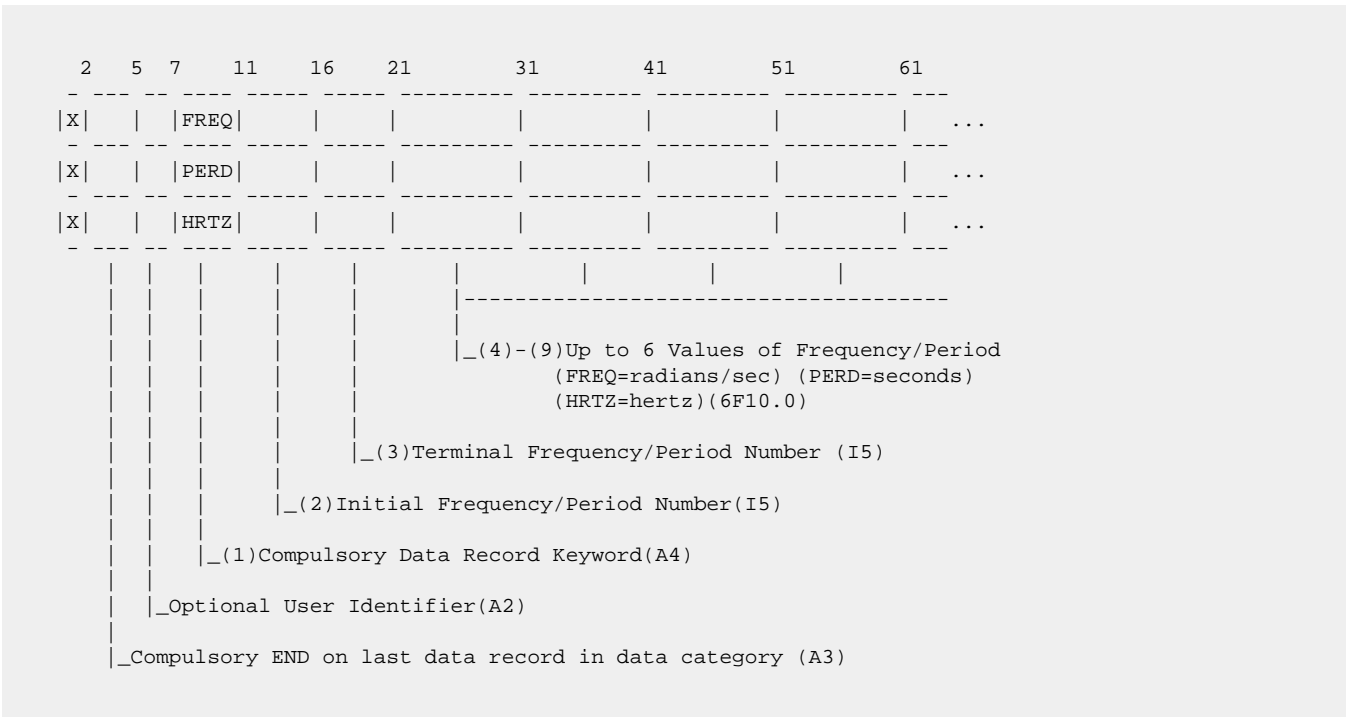 2 5 7 11 16 21 31 41 51 61
- --- -- ---- ----- ----- --------- --------- --------- --------- ---
|X| | |FREQ| | | | | | | ...
- --- -- ---- ----- ----- --------- --------- --------- --------- ---
|X| | |PERD| | | | | | | ...
- --- -- ---- ----- ----- --------- --------- --------- --------- ---
|X| | |HRTZ| | | | | | | ...
- --- -- ---- ----- ----- --------- --------- --------- --------- ---
|_(4)-(9)Up to 6 Values of Frequency/Period
(FREQ=radians/sec) (PERD=seconds)
(HRTZ=hertz)(6F10.0)
|_(3)Terminal Frequency/Period Number (I5)
|_(2)Initial Frequency/Period Number(I5)
|_(1)Compulsory Data Record Keyword(A4)
|_Optional User Identifier(A2)
|_Compulsory END on last data record in data category (A3)